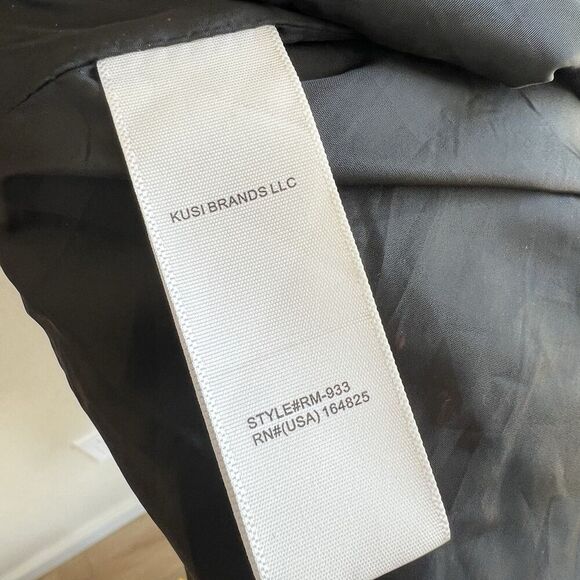 KUSI BRANDS LLC
STYLE#RM-933
RN#(USA) 164825